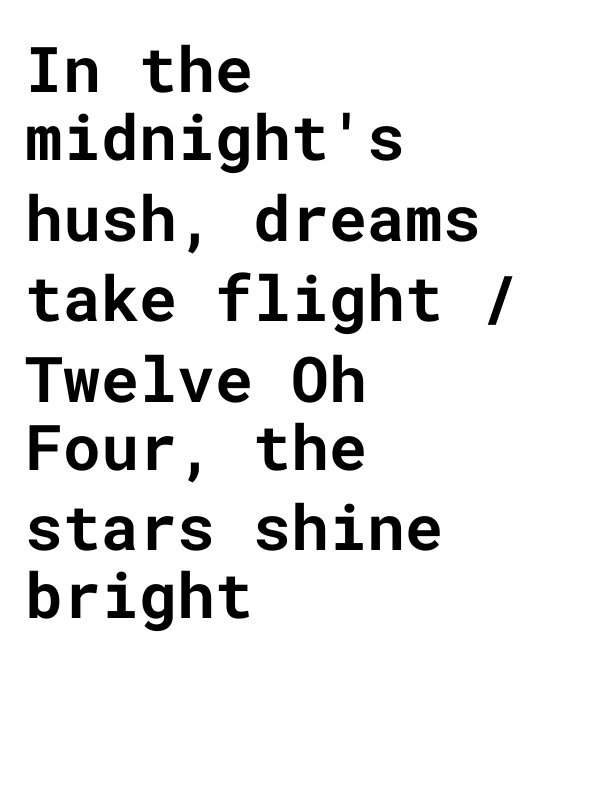 In the
midnight's
hush, dreams
take flight /
Twelve Oh
Four, the
stars shine
bright